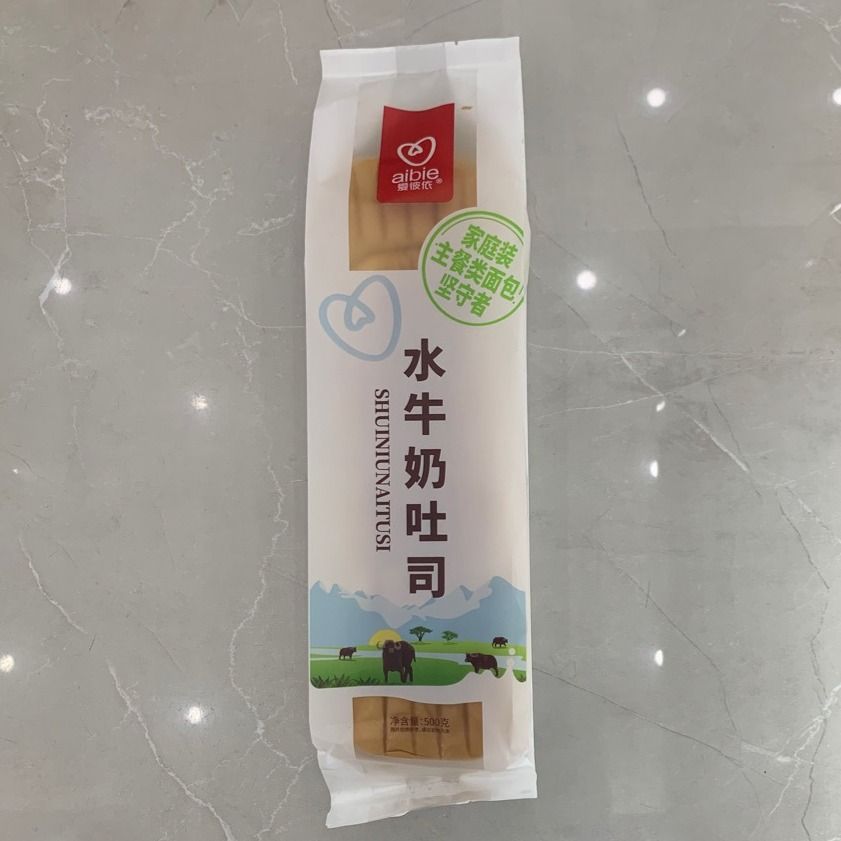 aibie®
爱彼依
家庭装
主餐类面包
坚守者
水牛奶吐司
SHUINIUNAITUSI
净含量:500克